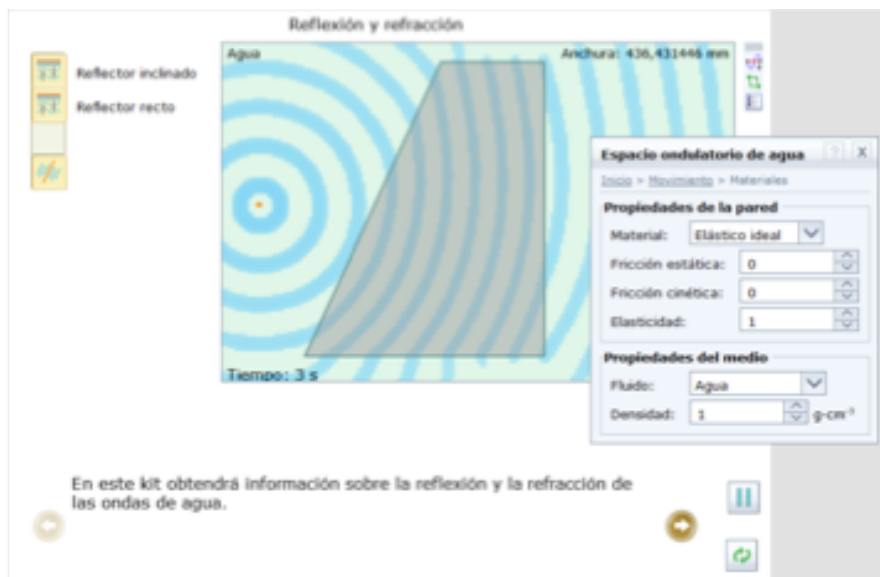 Reflexión y refracción
Agua
Anchura: 436,431446 mm
Reflector inclinado
Reflector recto
Tiempo: 3 s
Espacio ondulatorio de agua ? X
Inicio > Movimiento > Materiales
Propiedades de la pared
Material: Elástico ideal
Fricción estática: 0
Fricción cinética: 0
Elasticidad: 1
Propiedades del medio
Fluido: Agua
Densidad: 1 g·cm⁻³
En este kit obtendrá información sobre la reflexión y la refracción de
las ondas de agua.